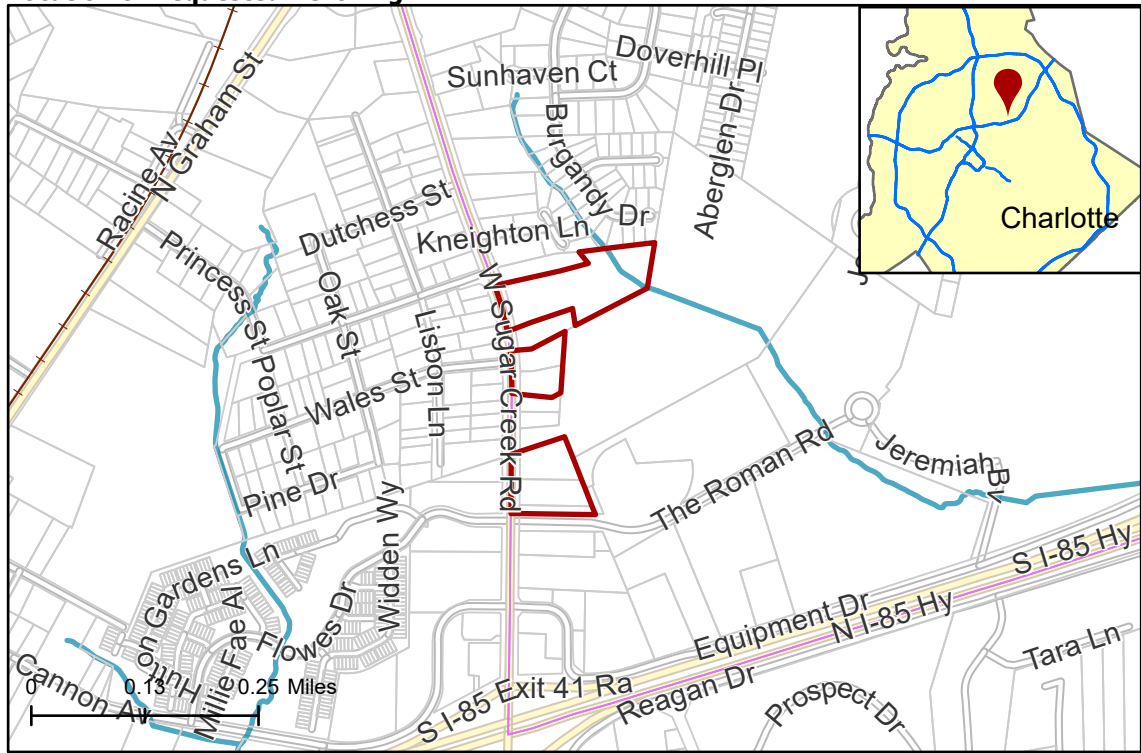 Sunhaven Ct
Doverhill Pl
Burgandy Dr
Aberglen Dr
N Graham St
Racine Av
Dutchess St
Kneighton Ln
Princess St
Oak St
Lisbon Ln
W Sugar Creek Rd
Poplar St
Wales St
Pine Dr
Widden Wy
The Roman Rd
Jeremiah Bv
S I-85 Hy
N I-85 Hy
Equipment Dr
Reagan Dr
S I-85 Exit 41 Ra
Tara Ln
Prospect Dr
Flowes Dr
Millie Fae Al
Hutton Gardens Ln
Cannon Av
0 0.13 0.25 Miles
Charlotte